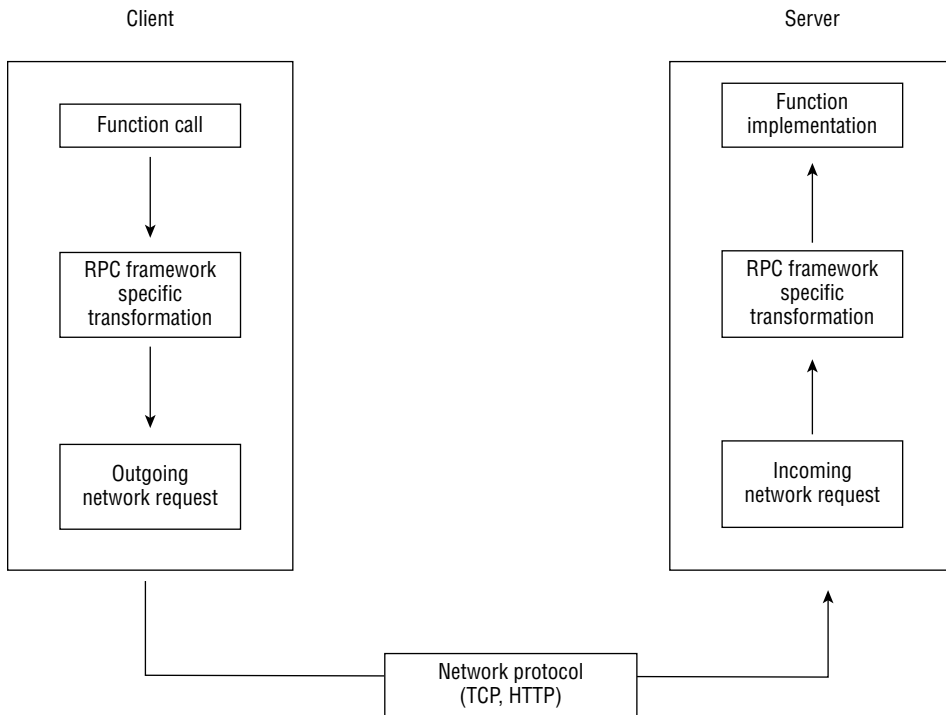 Client
Function call
RPC framework
specific
transformation
Outgoing
network request
Server
Function
implementation
RPC framework
specific
transformation
Incoming
network request
Network protocol
(TCP, HTTP)